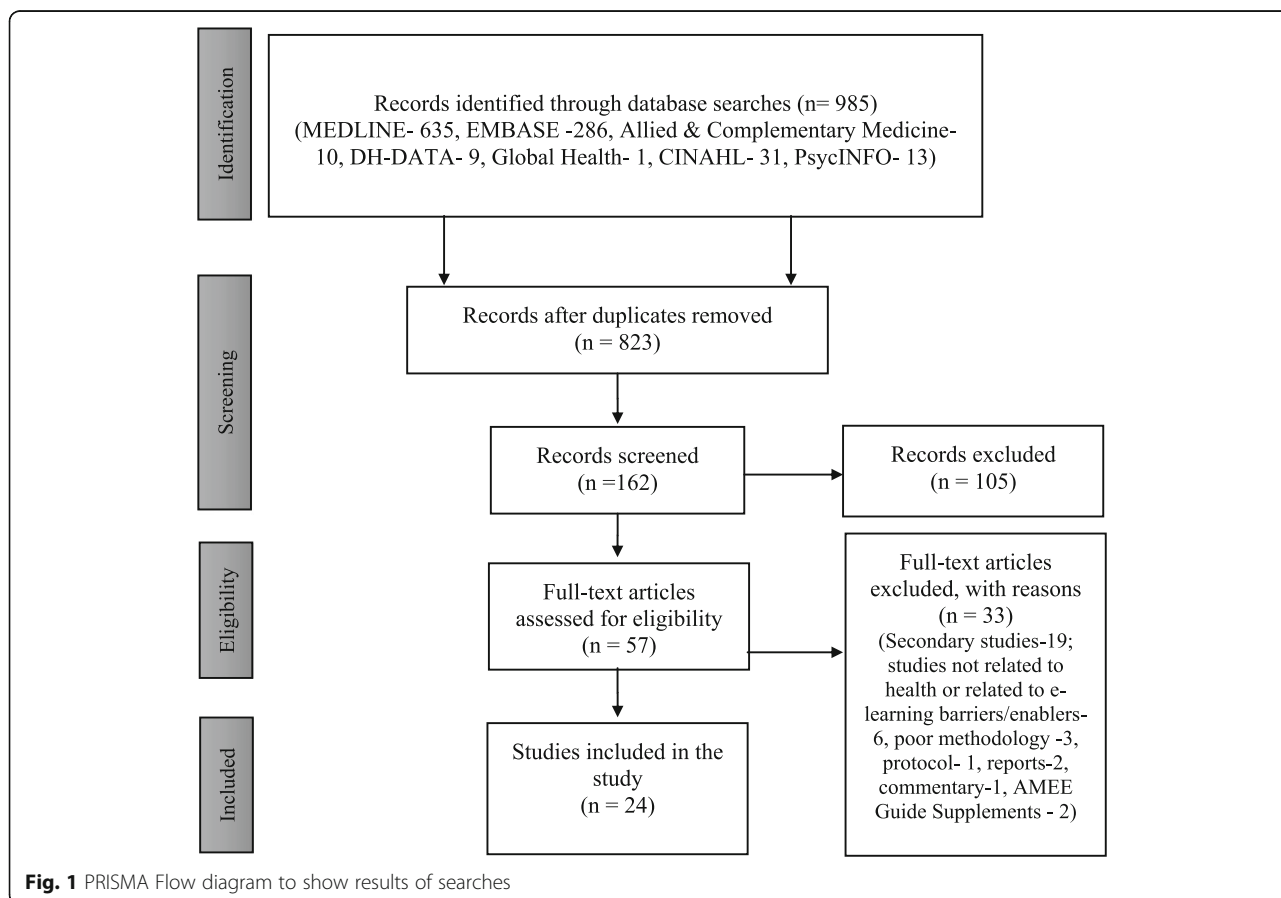 Identification
Records identified through database searches (n= 985)
(MEDLINE- 635, EMBASE -286, Allied & Complementary Medicine-
10, DH-DATA- 9, Global Health- 1, CINAHL- 31, PsycINFO- 13)
Screening
Records after duplicates removed
(n = 823)
Records screened
(n =162)
Records excluded
(n = 105)
Eligibility
Full-text articles
assessed for eligibility
(n = 57)
Full-text articles
excluded, with reasons
(n = 33)
(Secondary studies-19;
studies not related to
health or related to e-
learning barriers/enablers-
6, poor methodology -3,
protocol- 1, reports-2,
commentary-1, AMEE
Guide Supplements - 2)
Included
Studies included in the
study
(n = 24)
Fig. 1 PRISMA Flow diagram to show results of searches